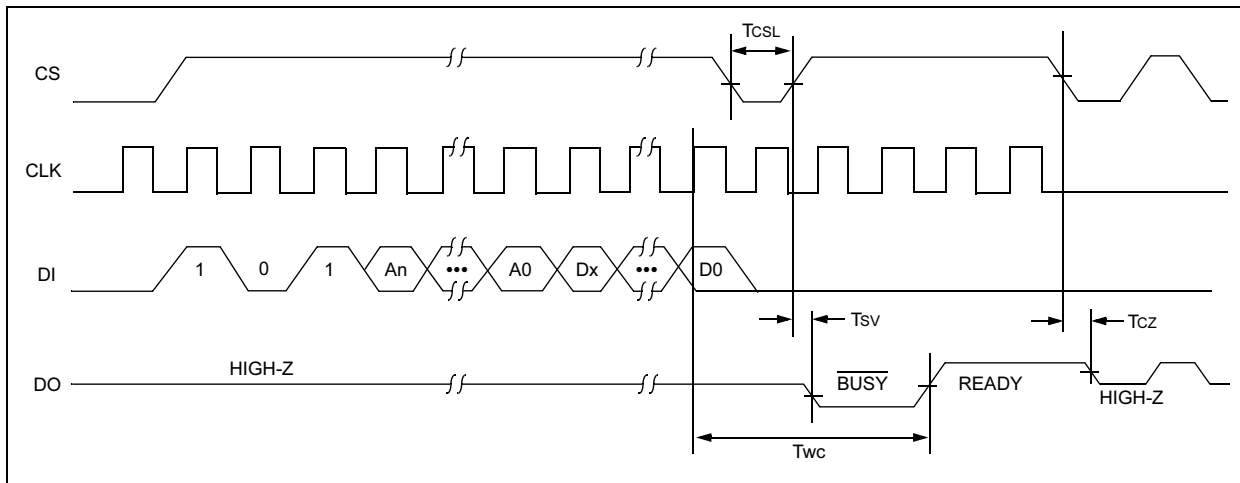 TCSL
CS
CLK
DI
1 0 1 An ••• A0 Dx ••• D0
TSV
TCZ
HIGH-Z
DO
BUSY
READY
HIGH-Z
TWC